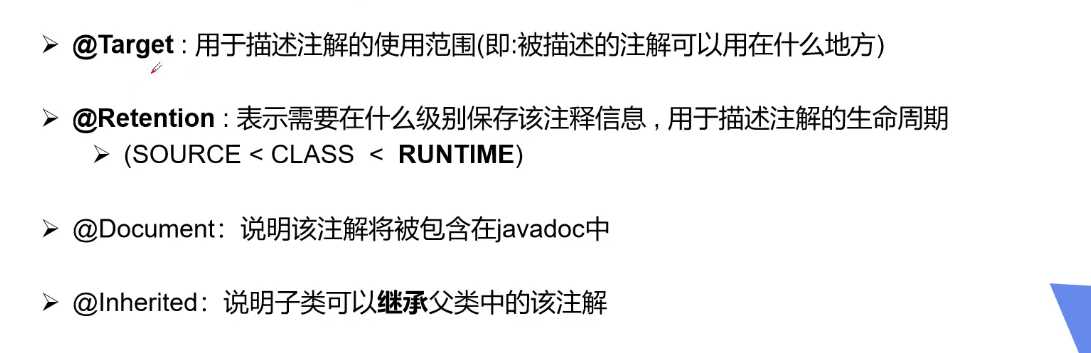 @Target : 用于描述注解的使用范围(即:被描述的注解可以用在什么地方)
@Retention : 表示需要在什么级别保存该注释信息 , 用于描述注解的生命周期
(SOURCE < CLASS < RUNTIME)
@Document：说明该注解将被包含在javadoc中
@Inherited：说明子类可以继承父类中的该注解